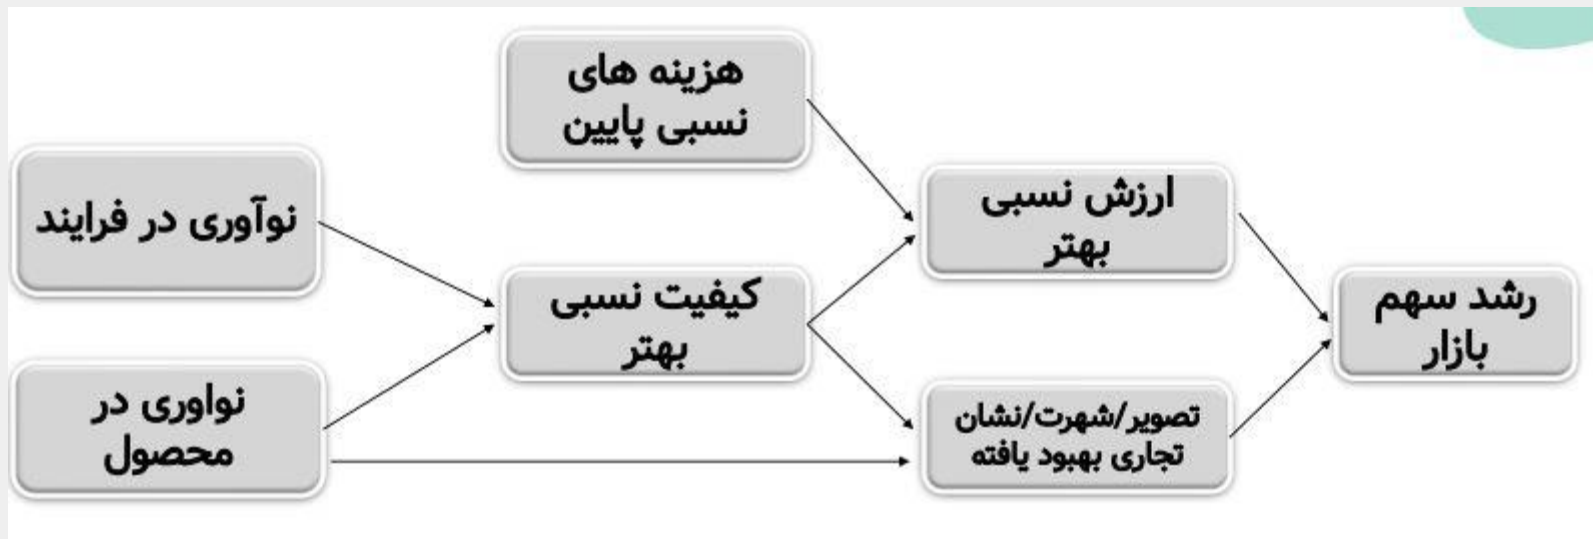 هزینه های
نسبی پایین
نوآوری در فرایند
ارزش نسبی
بهتر
کیفیت نسبی
بهتر
رشد سهم
بازار
نواوری در
محصول
تصویر/شهرت/نشان
تجاری بهبود یافته